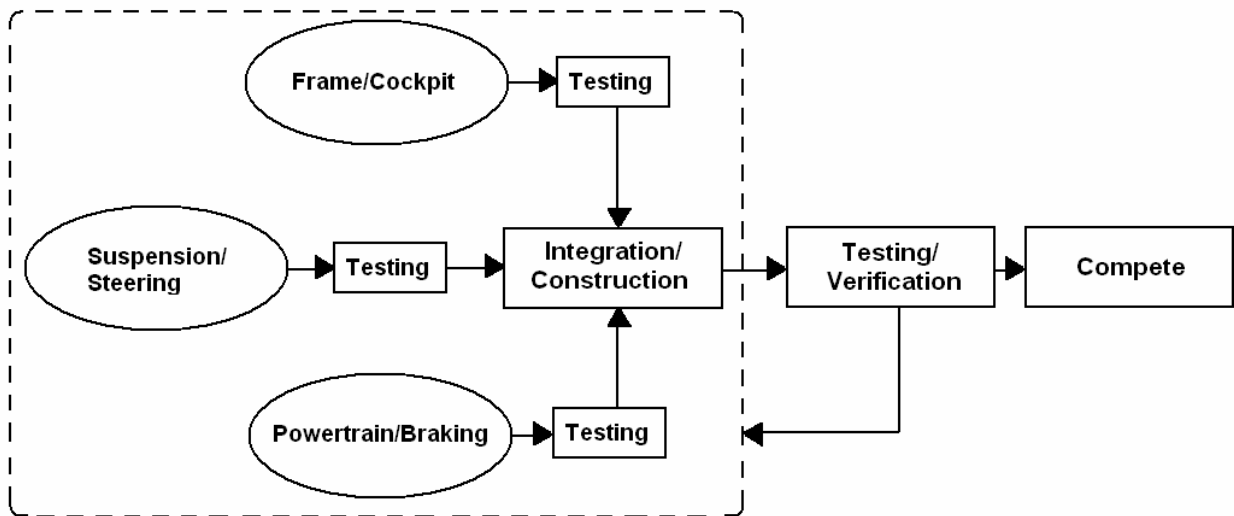 Frame/Cockpit
Testing
Suspension/
Steering
Testing
Integration/
Construction
Testing/
Verification
Compete
Powertrain/Braking
Testing